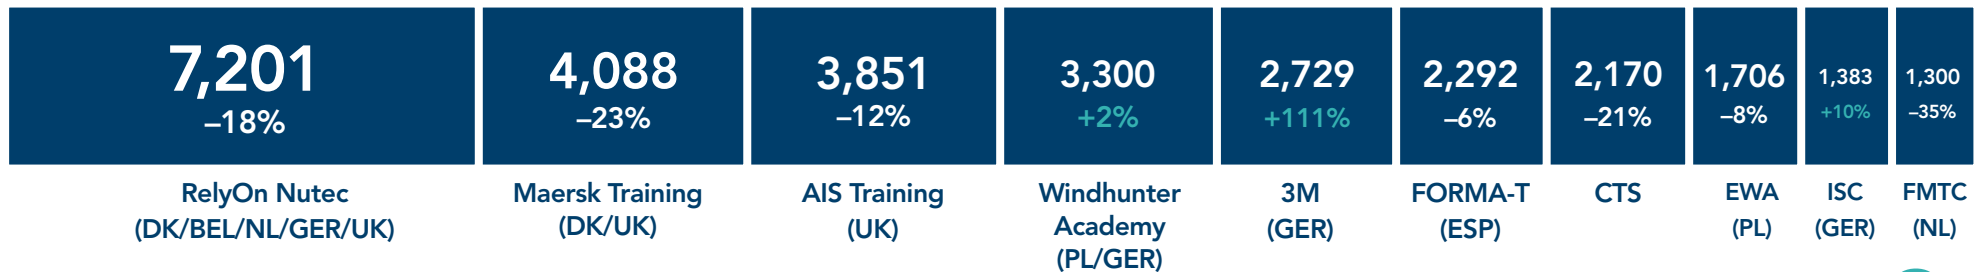 7,201
–18%
RelyOn Nutec
(DK/BEL/NL/GER/UK)
4,088
–23%
Maersk Training
(DK/UK)
3,851
–12%
AIS Training
(UK)
3,300
+2%
Windhunter
Academy
(PL/GER)
2,729
+111%
3M
(GER)
2,292
–6%
FORMA-T
(ESP)
2,170
–21%
CTS
1,706
–8%
EWA
(PL)
1,383
+10%
ISC
(GER)
1,300
–35%
FMTC
(NL)